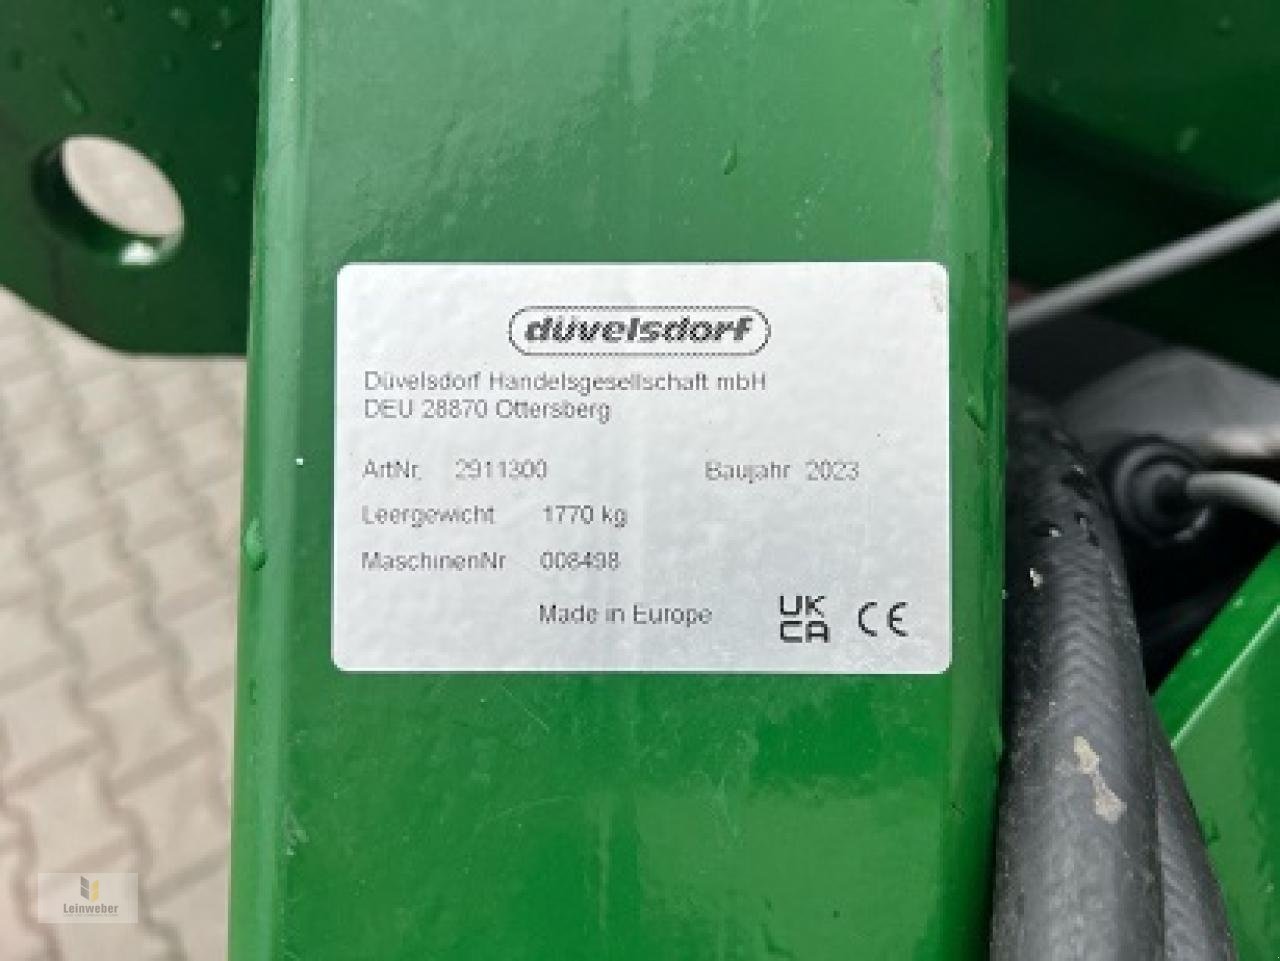 düvelsdorf
Düvelsdorf Handelsgesellschaft mbH
DEU 28870 Ottersberg
ArtNr. 2911300 Baujahr 2023
Leergewicht 1770 kg
MaschinenNr 008498
Made in Europe UK CA CE
Leinweber